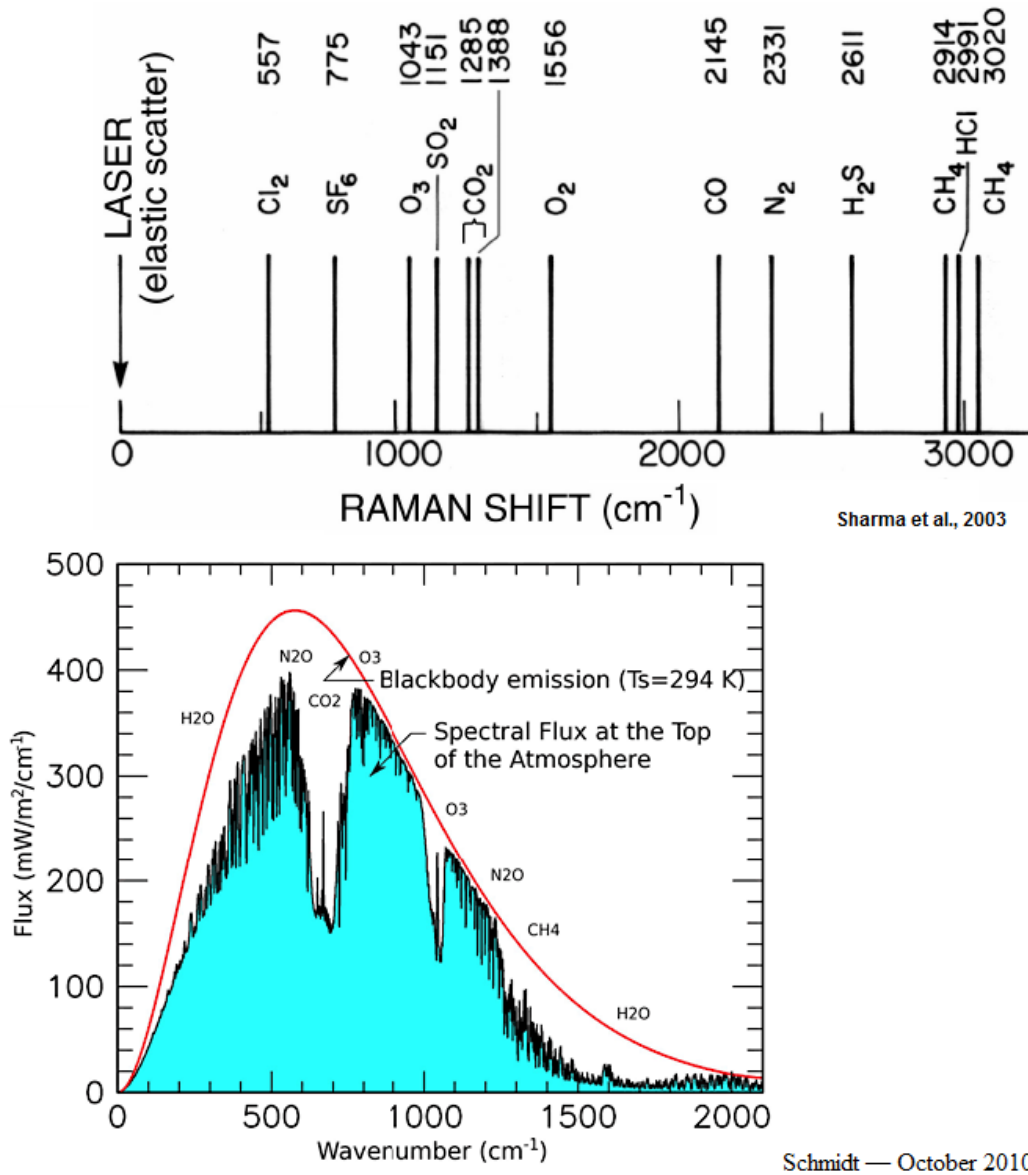 557
775
1043
1151
1285
1388
1556
2145
2331
2611
2914
2991
3020
LASER
(elastic scatter)
Cl₂
SF₆
O₃
SO₂
CO₂
O₂
CO
N₂
H₂S
CH₄
HCl
CH₄
0 1000 2000 3000
RAMAN SHIFT (cm⁻¹)
Sharma et al., 2003
500
400
300
200
100
0
Flux (mW/m²/cm⁻¹)
N2O
O3
Blackbody emission (Ts=294 K)
CO2
H2O
Spectral Flux at the Top
of the Atmosphere
O3
N2O
CH4
H2O
0 500 1000 1500 2000
Wavenumber (cm⁻¹)
Schmidt — October 2010